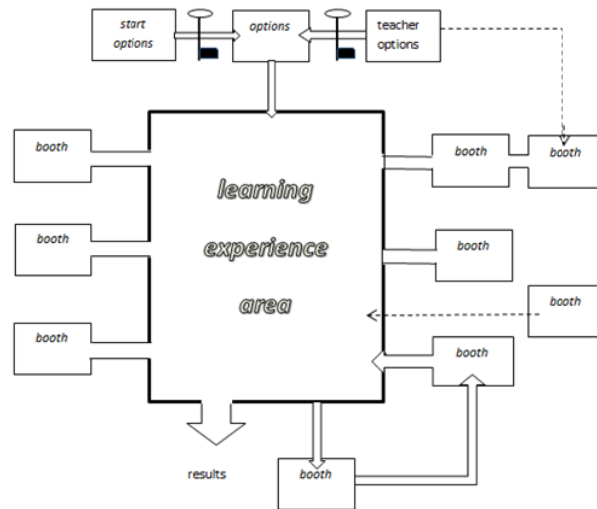 start
options
options
teacher
options
booth
booth
booth
learning
experience
area
booth
booth
booth
booth
booth
booth
results
booth